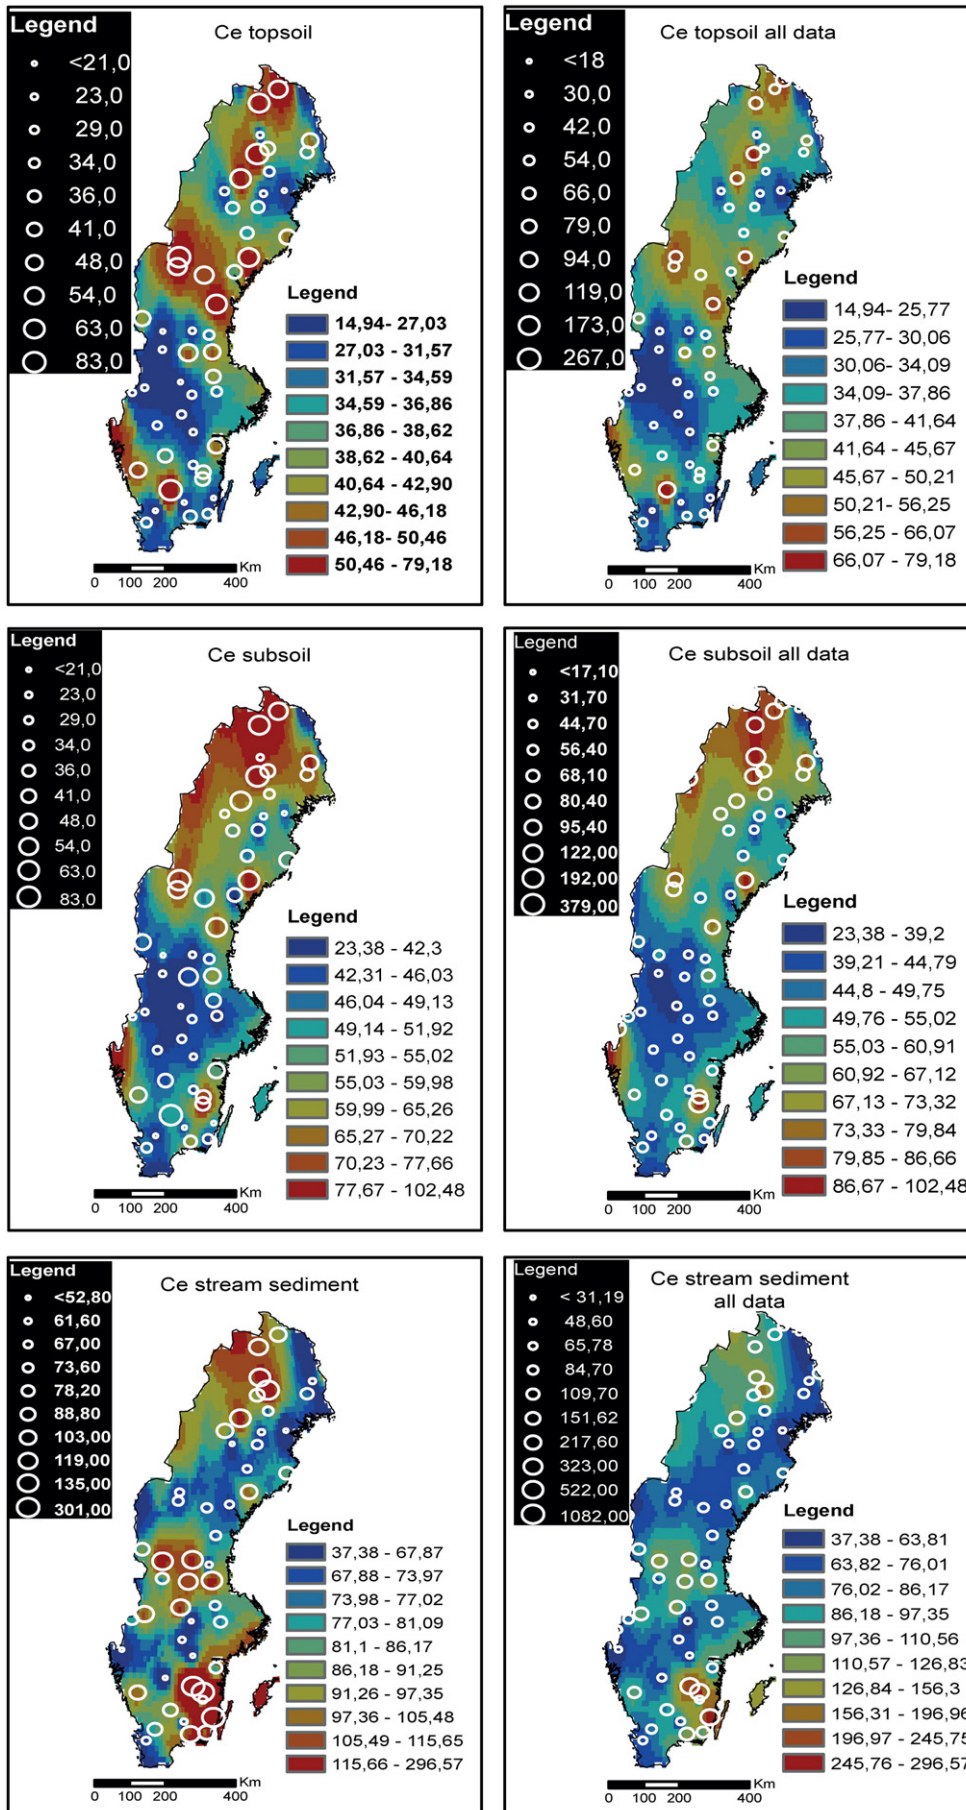 Legend
Ce topsoil
<21,0
23,0
29,0
34,0
36,0
41,0
48,0
54,0
63,0
83,0
Legend
14,94- 27,03
27,03 - 31,57
31,57 - 34,59
34,59 - 36,86
36,86 - 38,62
38,62 - 40,64
40,64 - 42,90
42,90 - 46,18
46,18 - 50,46
50,46 - 79,18
Km
0 100 200 400
Legend
Ce topsoil all data
<18
30,0
42,0
54,0
66,0
79,0
94,0
119,0
173,0
267,0
Legend
14,94- 25,77
25,77- 30,06
30,06- 34,09
34,09- 37,86
37,86 - 41,64
41,64 - 45,67
45,67 - 50,21
50,21 - 56,25
56,25 - 66,07
66,07 - 79,18
Km
0 100 200 400
Legend
Ce subsoil
<21,0
23,0
29,0
34,0
36,0
41,0
48,0
54,0
63,0
83,0
Legend
23,38 - 42,3
42,31 - 46,03
46,04 - 49,13
49,14 - 51,92
51,93 - 55,02
55,03 - 59,98
59,99 - 65,26
65,27 - 70,22
70,23 - 77,66
77,67 - 102,48
Km
0 100 200 400
Legend
Ce subsoil all data
<17,10
31,70
44,70
56,40
68,10
80,40
95,40
122,00
192,00
379,00
Legend
23,38 - 39,2
39,21 - 44,79
44,8 - 49,75
49,76 - 55,02
55,03 - 60,91
60,92 - 67,12
67,13 - 73,32
73,33 - 79,84
79,85 - 86,66
86,67 - 102,48
Km
0 100 200 400
Legend
Ce stream sediment
<52,80
61,60
67,00
73,60
78,20
88,80
103,00
119,00
135,00
301,00
Legend
37,38 - 67,87
67,88 - 73,97
73,98 - 77,02
77,03 - 81,09
81,1 - 86,17
86,18 - 91,25
91,26 - 97,35
97,36 - 105,48
105,49 - 115,65
115,66 - 296,57
Km
0 100 200 400
Legend
Ce stream sediment
all data
< 31,19
48,60
65,78
84,70
109,70
151,62
217,60
323,00
522,00
1082,00
Legend
37,38 - 63,81
63,82 - 76,01
76,02 - 86,17
86,18 - 97,35
97,36 - 110,56
110,57 - 126,83
126,84 - 156,3
156,31 - 196,96
196,97 - 245,75
245,76 - 296,57
Km
0 100 200 400